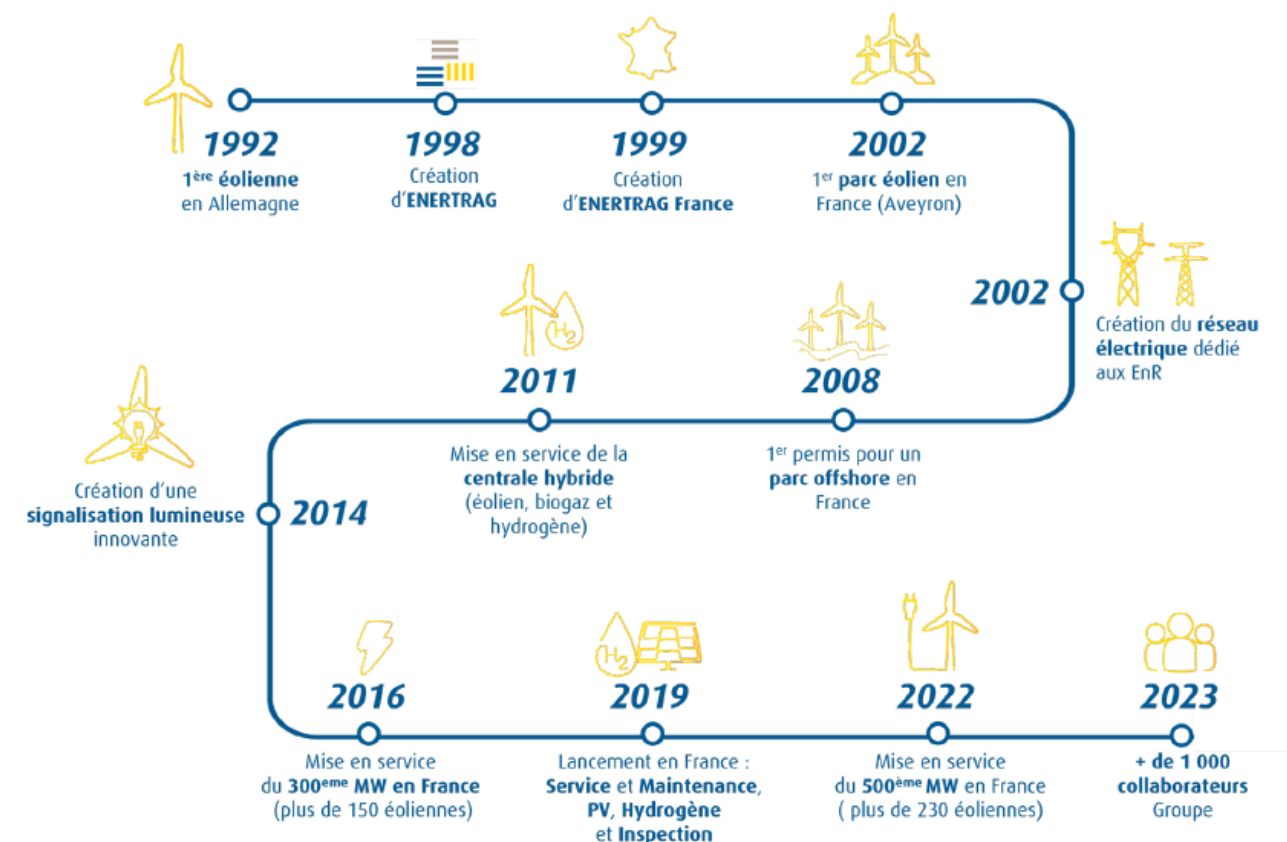 1992
1ère éolienne
en Allemagne
1998
Création
d'ENERTRAG
1999
Création
d'ENERTRAG France
2002
1er parc éolien en
France (Aveyron)
2002
Création du réseau
électrique dédié
aux EnR
2008
1er permis pour un
parc offshore en
France
H2
2011
Mise en service de la
centrale hybride
(éolien, biogaz et
hydrogène)
Création d'une
signalisation lumineuse
innovante
2014
2016
Mise en service
du 300eme MW en France
(plus de 150 éoliennes)
H2
2019
Lancement en France :
Service et Maintenance,
PV, Hydrogène
et Inspection
2022
Mise en service
du 500ème MW en France
( plus de 230 éoliennes)
2023
+ de 1 000
collaborateurs
Groupe